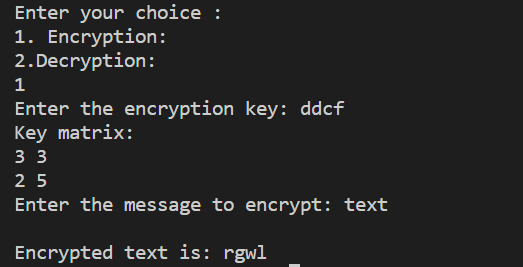 Enter your choice :
1. Encryption:
2.Decryption:
1
Enter the encryption key: ddcf
Key matrix:
3 3
2 5
Enter the message to encrypt: text
Encrypted text is: rgwl